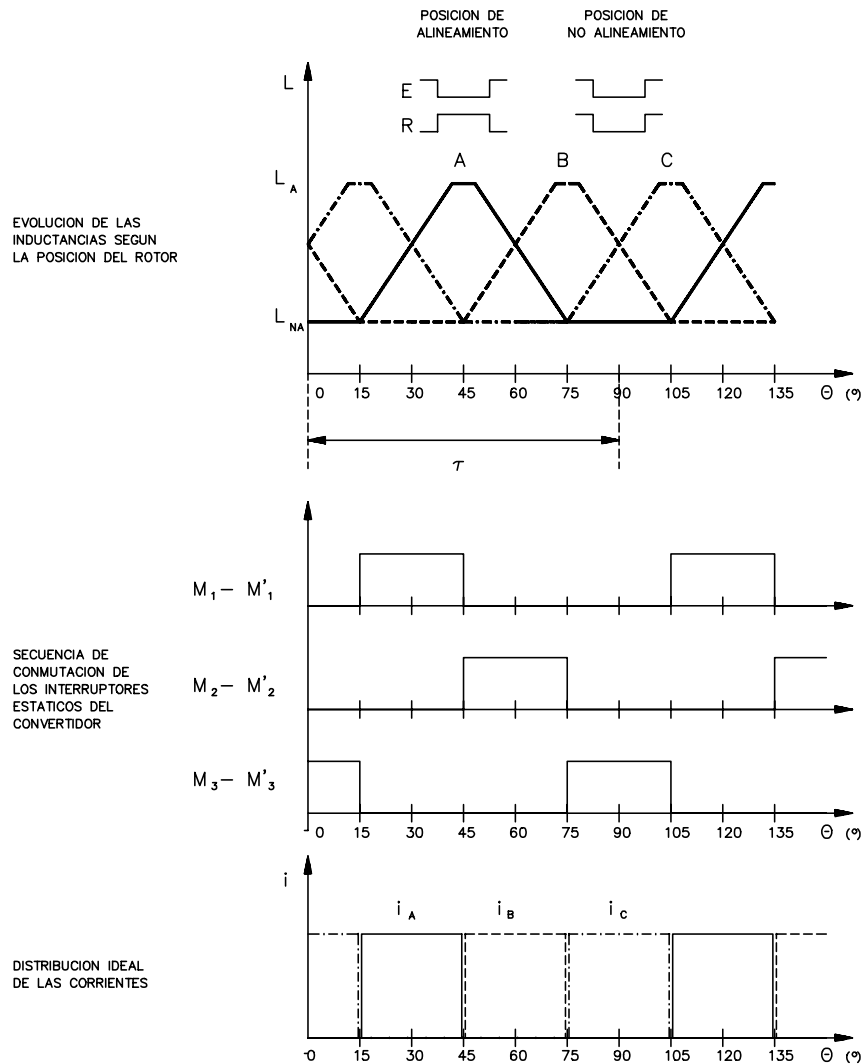 POSICION DE
ALINEAMIENTO
POSICION DE
NO ALINEAMIENTO
L
E
R
A
B
C
L A
EVOLUCION DE LAS
INDUCTANCIAS SEGUN
LA POSICION DEL ROTOR
L NA
0 15 30 45 60 75 90 105 120 135 Θ (º)
τ
M1 - M'1
SECUENCIA DE
CONMUTACION DE
LOS INTERRUPTORES
ESTATICOS DEL
CONVERTIDOR
M2 - M'2
M3 - M'3
0 15 30 45 60 75 90 105 120 135 Θ (º)
i
i A
i B
i C
DISTRIBUCION IDEAL
DE LAS CORRIENTES
0 15 30 45 60 75 90 105 120 135 Θ (º)